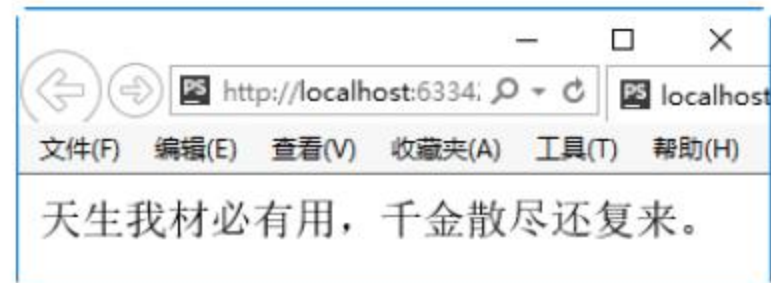 PS http://localhost:6334 PS localhost
文件(F) 编辑(E) 查看(V) 收藏夹(A) 工具(T) 帮助(H)
天生我材必有用，千金散尽还复来。